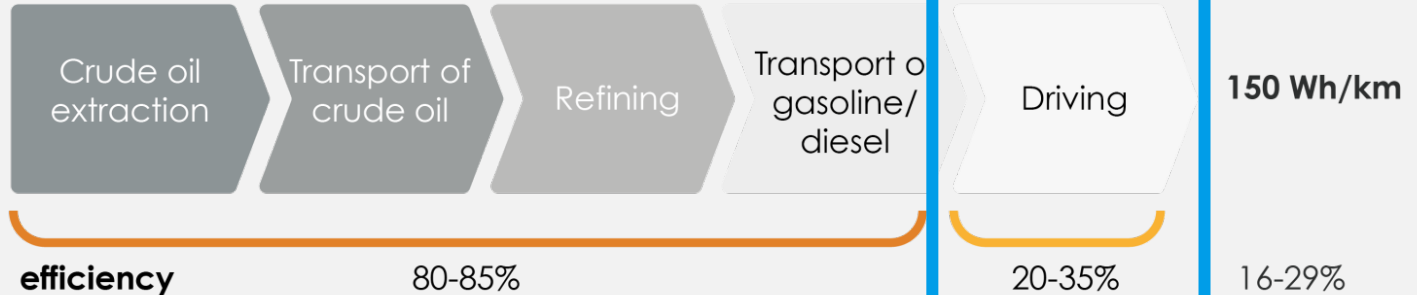 Crude oil
extraction
Transport of
crude oil
Refining
Transport o
gasoline/
diesel
Driving
150 Wh/km
efficiency
80-85%
20-35%
16-29%